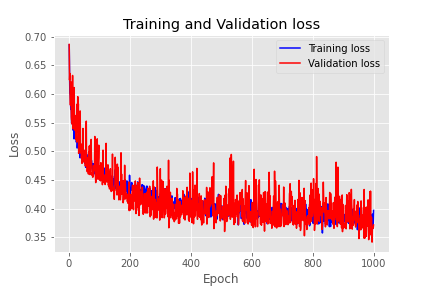 Training and Validation loss
Training loss
Validation loss
Loss
0.70
0.65
0.60
0.55
0.50
0.45
0.40
0.35
0 200 400 600 800 1000
Epoch